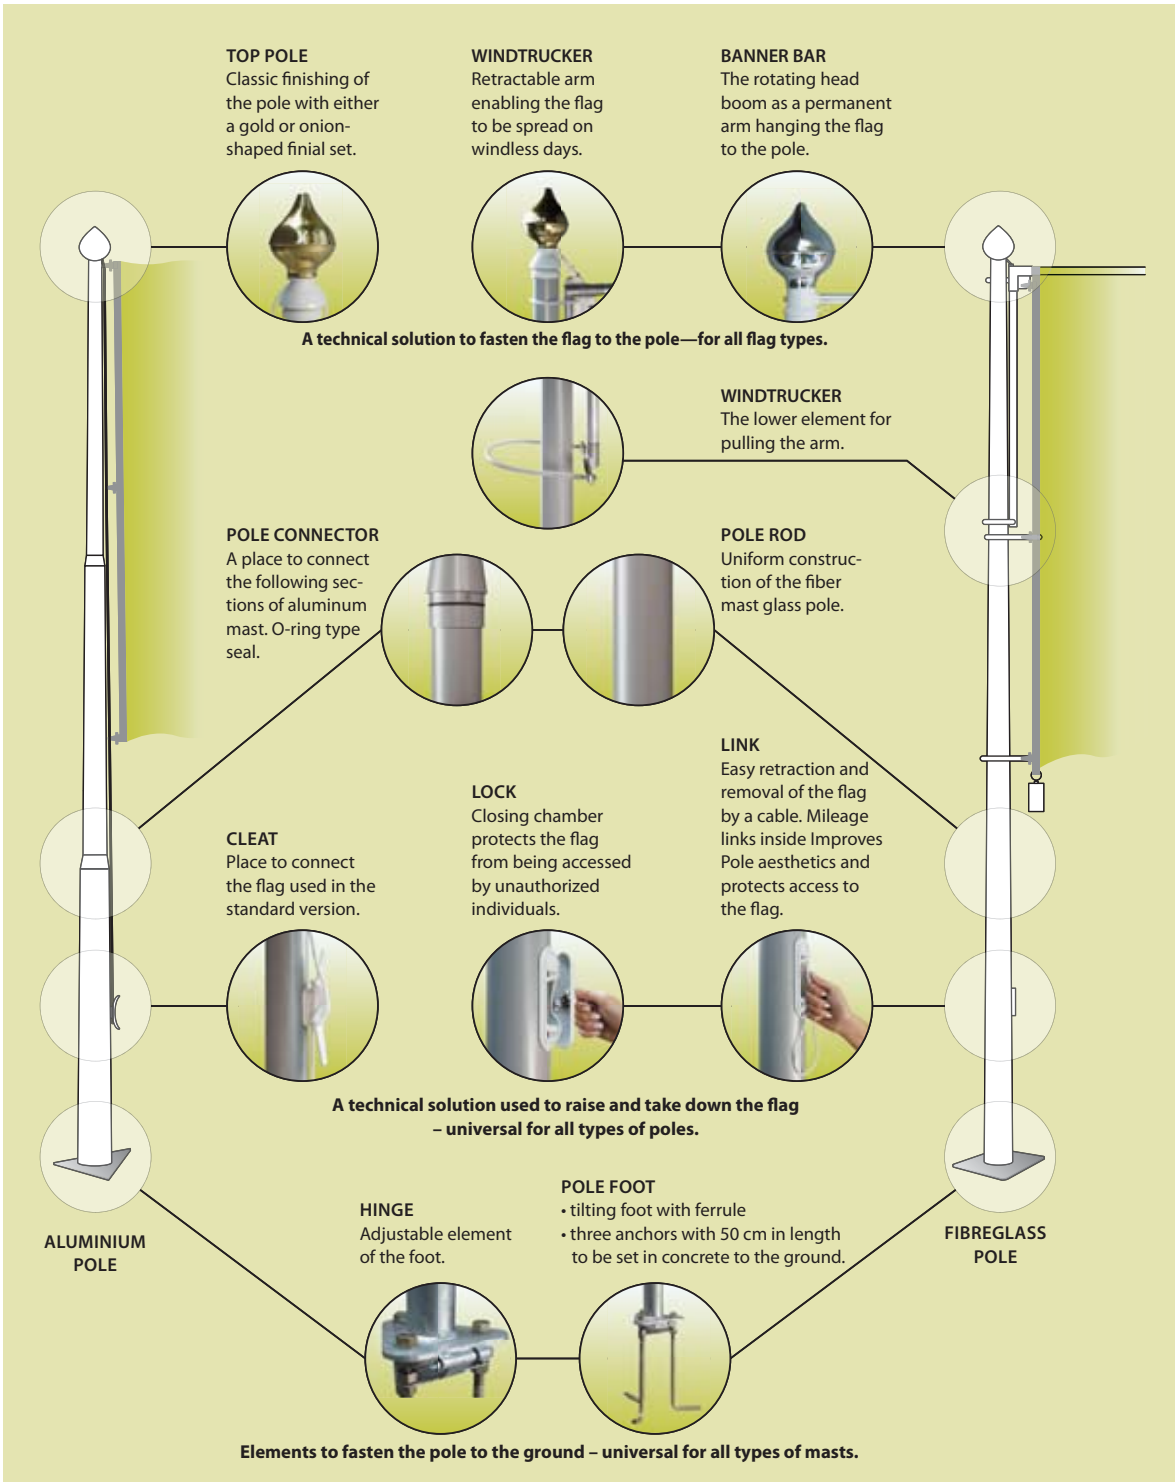 TOP POLE
Classic finishing of
the pole with either
a gold or onion-
shaped finial set.
WINDTRUCKER
Retractable arm
enabling the flag
to be spread on
windless days.
BANNER BAR
The rotating head
boom as a permanent
arm hanging the flag
to the pole.
A technical solution to fasten the flag to the pole—for all flag types.
WINDTRUCKER
The lower element for
pulling the arm.
POLE CONNECTOR
A place to connect
the following sec-
tions of aluminum
mast. O-ring type
seal.
POLE ROD
Uniform construc-
tion of the fiber
mast glass pole.
CLEAT
Place to connect
the flag used in the
standard version.
LOCK
Closing chamber
protects the flag
from being accessed
by unauthorized
individuals.
LINK
Easy retraction and
removal of the flag
by a cable. Mileage
links inside Improves
Pole aesthetics and
protects access to
the flag.
A technical solution used to raise and take down the flag
– universal for all types of poles.
ALUMINIUM
POLE
HINGE
Adjustable element
of the foot.
POLE FOOT
• tilting foot with ferrule
• three anchors with 50 cm in length
to be set in concrete to the ground.
FIBREGLASS
POLE
Elements to fasten the pole to the ground – universal for all types of masts.